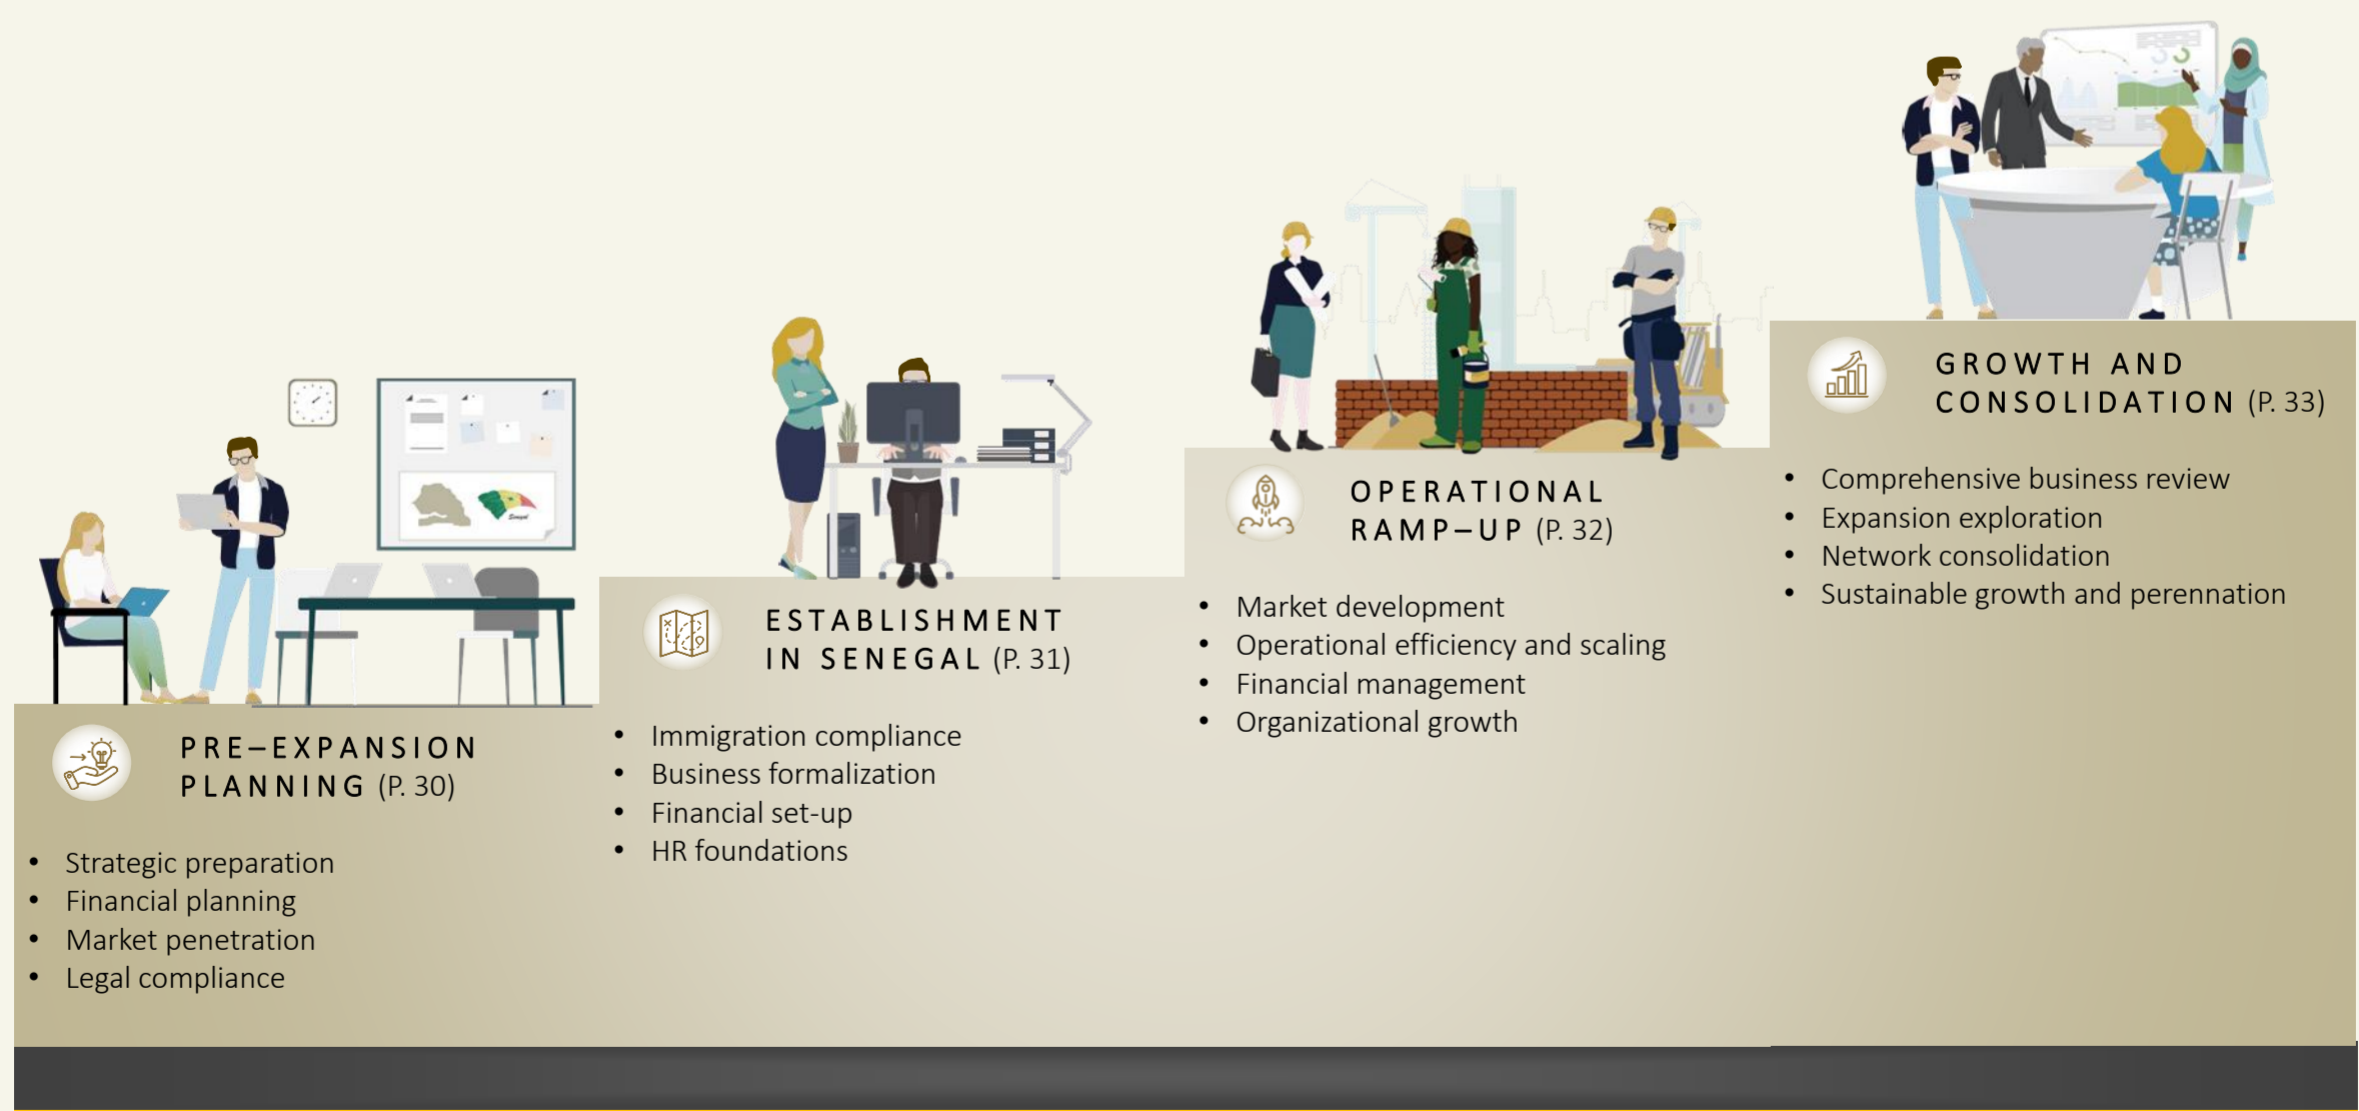 PRE–EXPANSION
PLANNING (P. 30)
• Strategic preparation
• Financial planning
• Market penetration
• Legal compliance
ESTABLISHMENT
IN SENEGAL (P. 31)
• Immigration compliance
• Business formalization
• Financial set-up
• HR foundations
OPERATIONAL
RAMP–UP (P. 32)
• Market development
• Operational efficiency and scaling
• Financial management
• Organizational growth
GROWTH AND
CONSOLIDATION (P. 33)
• Comprehensive business review
• Expansion exploration
• Network consolidation
• Sustainable growth and perennation
Senegal